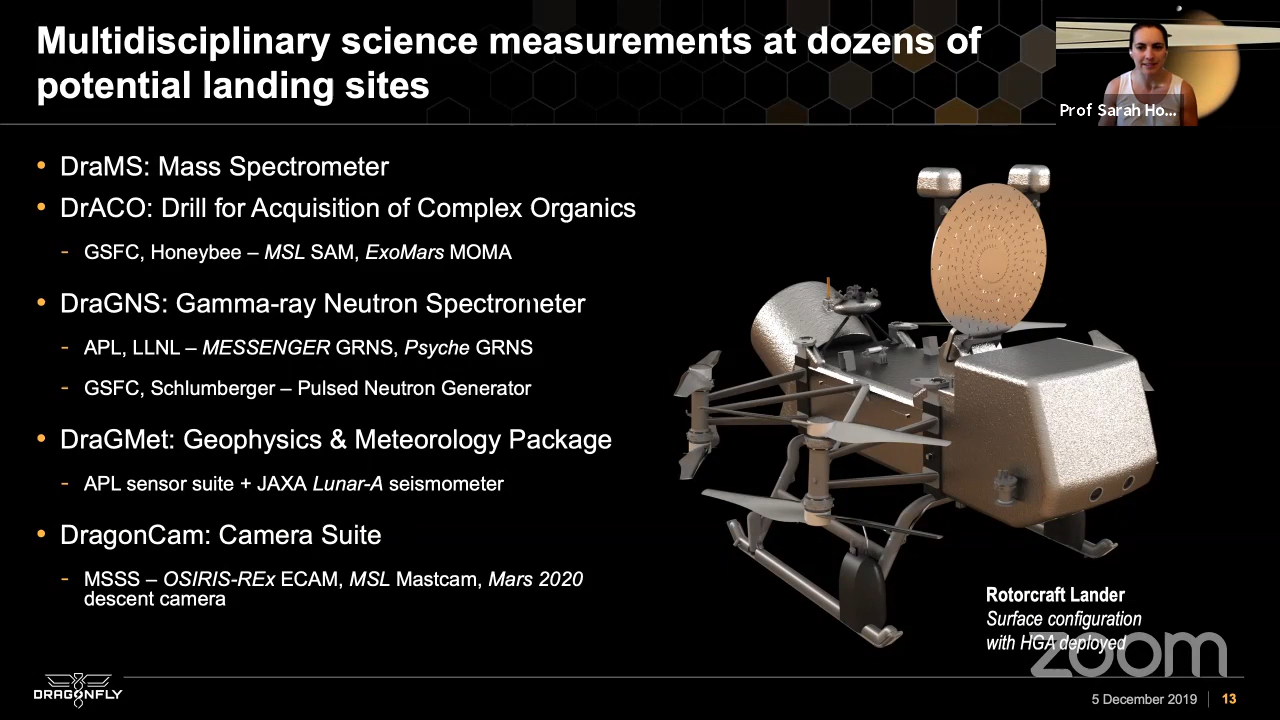 Multidisciplinary science measurements at dozens of
potential landing sites
Prof Sarah Ho...
• DraMS: Mass Spectrometer
• DrACO: Drill for Acquisition of Complex Organics
- GSFC, Honeybee – MSL SAM, ExoMars MOMA
• DraGNS: Gamma-ray Neutron Spectrometer
- APL, LLNL – MESSENGER GRNS, Psyche GRNS
- GSFC, Schlumberger – Pulsed Neutron Generator
• DraGMet: Geophysics & Meteorology Package
- APL sensor suite + JAXA Lunar-A seismometer
• DragonCam: Camera Suite
- MSSS – OSIRIS-REx ECAM, MSL Mastcam, Mars 2020
descent camera
Rotorcraft Lander
Surface configuration
with HGA deployed
zoom
DRAGONFLY
5 December 2019 | 13